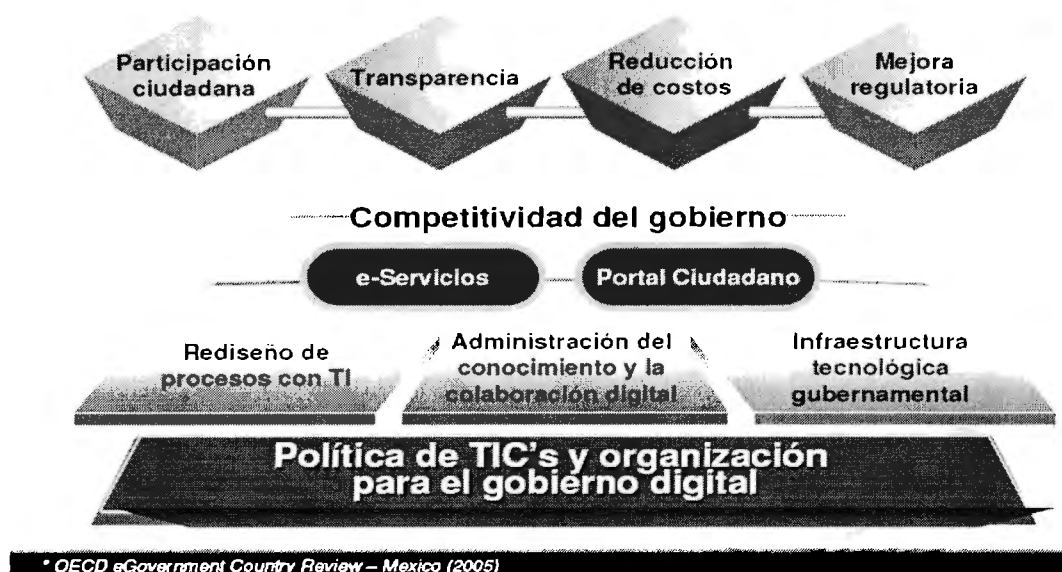 Participación
ciudadana
Transparencia
Reducción
de costos
Mejora
regulatoria
Competitividad del gobierno
e-Servicios
Portal Ciudadano
Rediseño de
procesos con TI
Administración del
conocimiento y la
colaboración digital
Infraestructura
tecnológica
gubernamental
Política de TIC's y organización
para el gobierno digital
* OECD eGovernment Country Review – Mexico (2005)